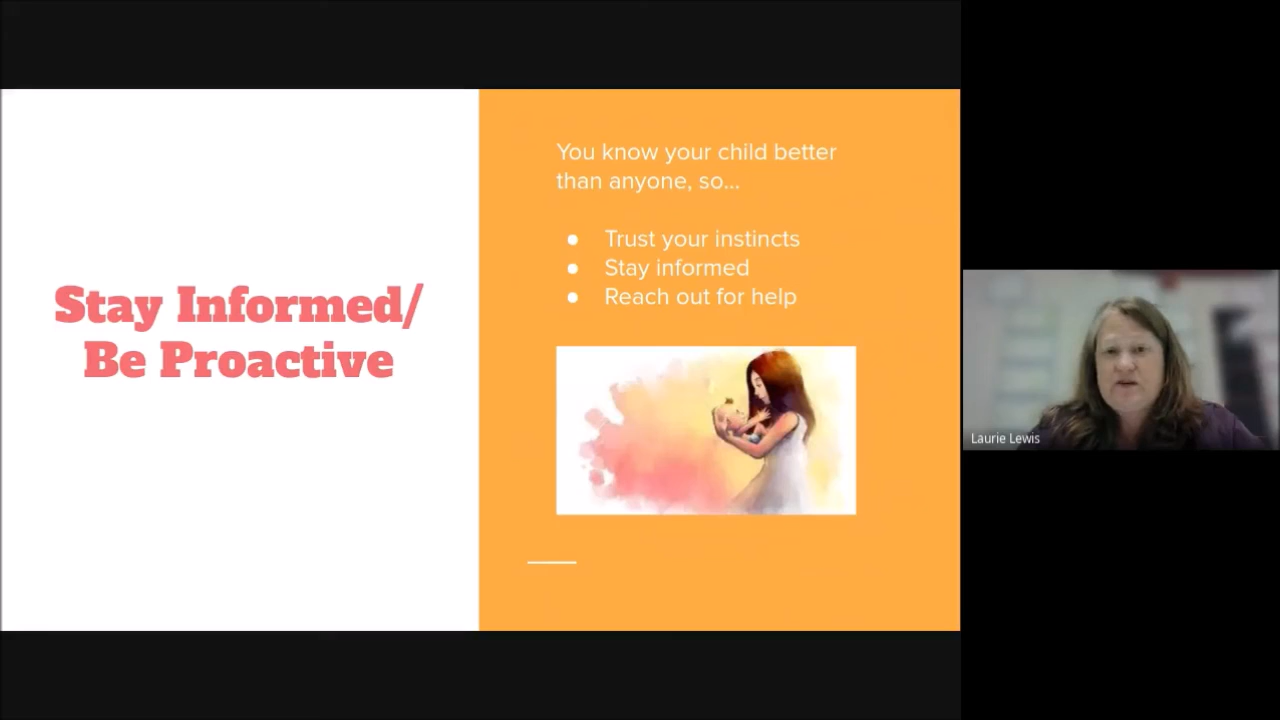 Stay Informed/
Be Proactive
You know your child better
than anyone, so...
● Trust your instincts
● Stay informed
● Reach out for help
Laurie Lewis